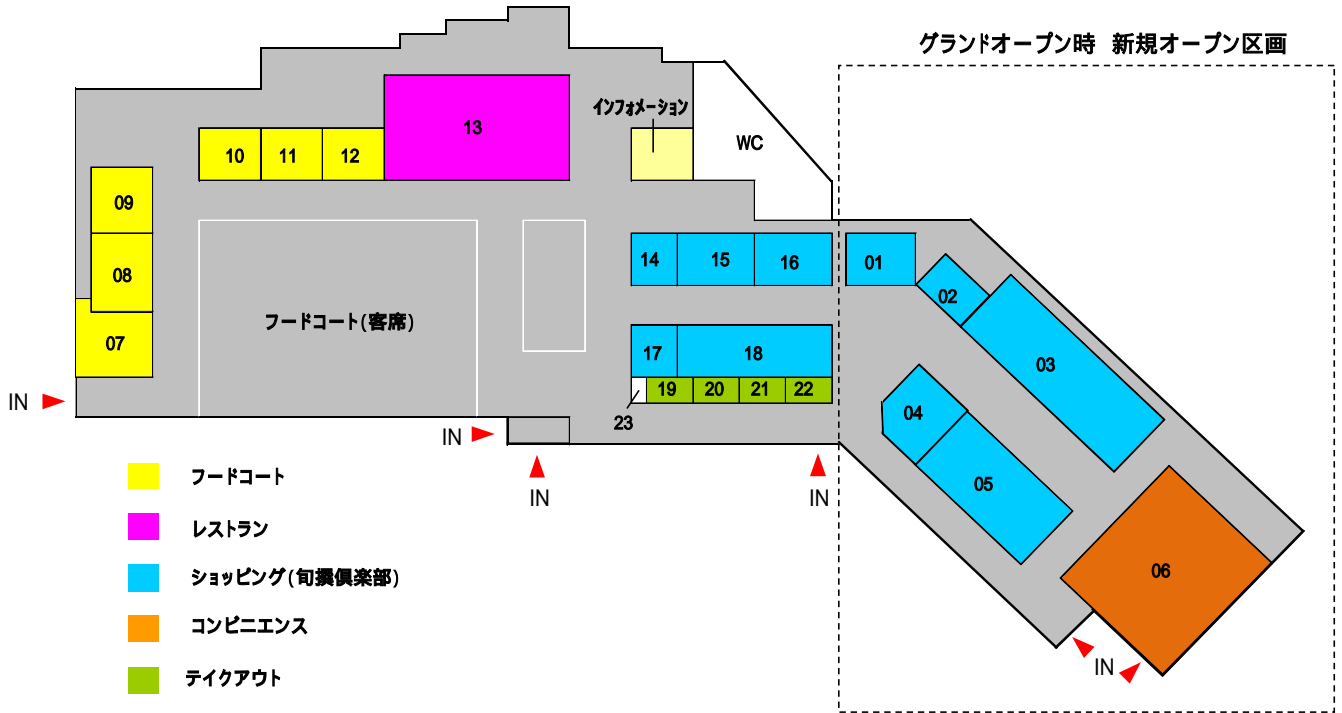 グランドオープン時 新規オープン区画
インフォメーション
13
WC
10 11 12
09
08
07
14 15 16
01
02
03
フードコート(客席)
17 18
19 20 21 22
23
04
05
06
IN
IN
IN
IN
IN
フードコート
レストラン
ショッピング(旬撰倶楽部)
コンビニエンス
テイクアウト